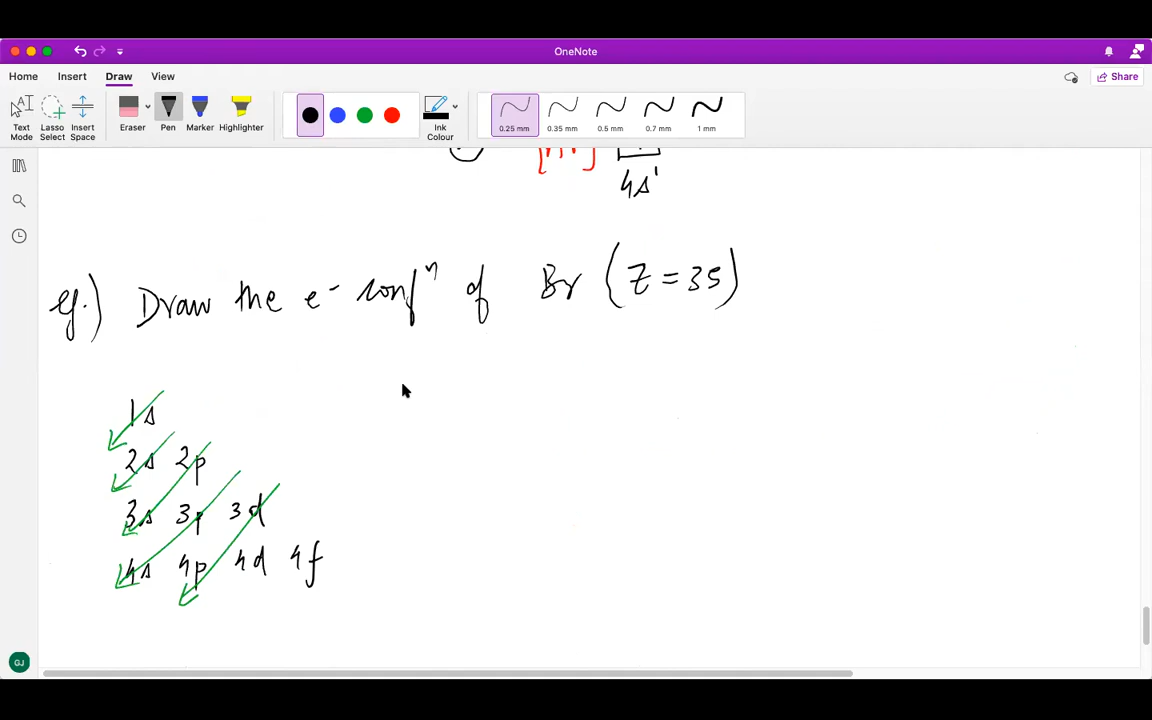 OneNote
Home Insert Draw View
Share
Text Mode
Lasso Select
Insert Space
Eraser
Pen
Marker
Highlighter
Ink Colour
0.25 mm
0.35 mm
0.5 mm
0.7 mm
1 mm
4s¹
eg.) Draw the e⁻ confⁿ of Br (Z = 35)
1s
2s 2p
3s 3p 3d
4s 4p 4d 4f
GJ